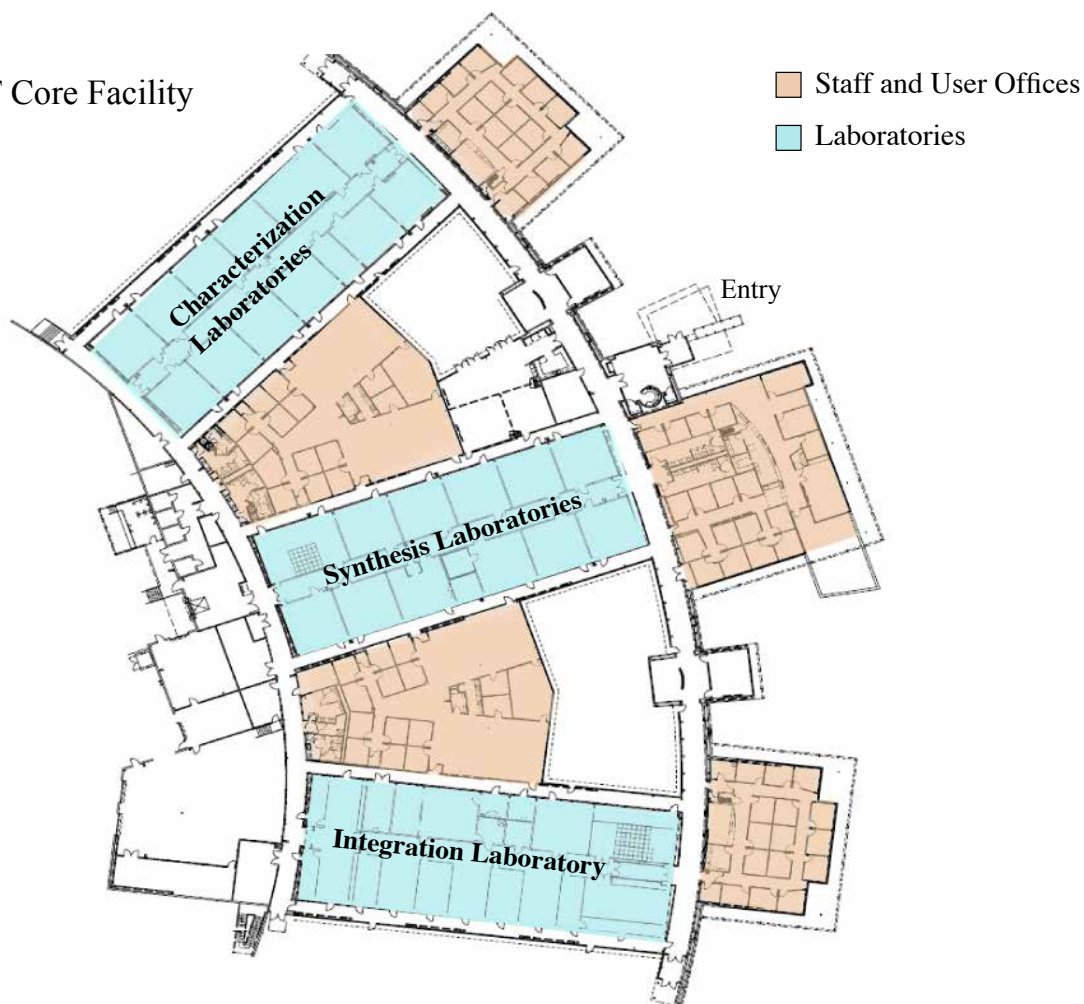 Core Facility
Staff and User Offices
Laboratories
Characterization
Laboratories
Entry
Synthesis Laboratories
Integration Laboratory